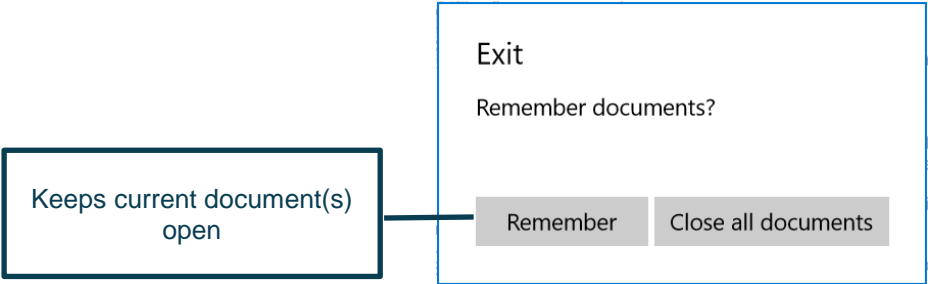 Exit
Remember documents?
Keeps current document(s)
open
Remember
Close all documents